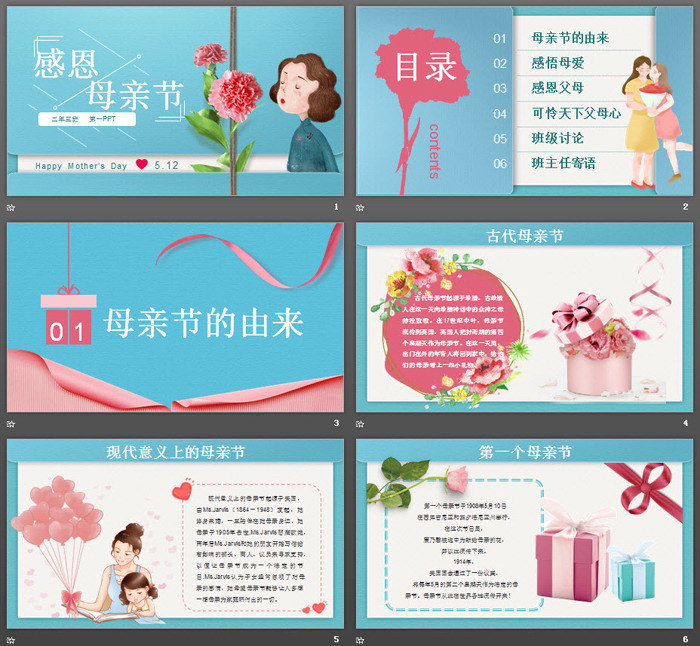 感恩
母亲节
二年三班 第一PPT
Happy Mother's Day 5.12
1
目录
contents
01 母亲节的由来
02 感悟母爱
03 感恩父母
04 可怜天下父母心
05 班级讨论
06 班主任寄语
2
01 母亲节的由来
3
古代母亲节
古代母亲节起源于希腊，古希腊
人在这一天向希腊神话中的众神之母
赫拉致敬。在17世纪中叶，母亲节
流传到英国，英国人把封斋期的第四
个星期天作为母亲节。在这一天里，
出门在外的年青人将回到家中，给他
们的母亲带上一些小礼物。
4
现代意义上的母亲节
现代意义上的母亲节起源于美国，
由Ms.Jarvis（1864－1948）发起，她
终身未婚，一直陪伴在她母亲身边。她
母亲于1905年去世,Ms.Jarvis悲痛欲绝,
两年后Ms.Jarvis和她的朋友开始写信给
有影响的部长、商人、议员来寻求支持，
以便让母亲节成为一个法定的节
日.Ms.Jarvis认为子女经常忽视了对母
亲的感情，她希望母亲节能够让人多想
一想母亲为家庭所付出的一切。
5
第一个母亲节
第一个母亲节于1908年5月10日
在西弗吉尼亚和宾夕法尼亚州举行，
在这次节日里，
康乃馨被选中为献给母亲的花，
并以此流传下来。
1914年，
美国国会通过了一份议案，
将每年5月的第二个星期天作为法定的母
亲节。母亲节从此在世界各地流传开来！
6